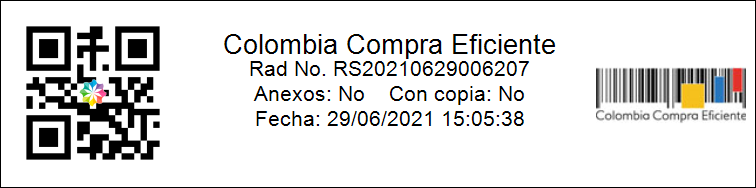 Colombia Compra Eficiente
Rad No. RS20210629006207
Anexos: No    Con copia: No
Fecha: 29/06/2021 15:05:38
Colombia Compra Eficiente